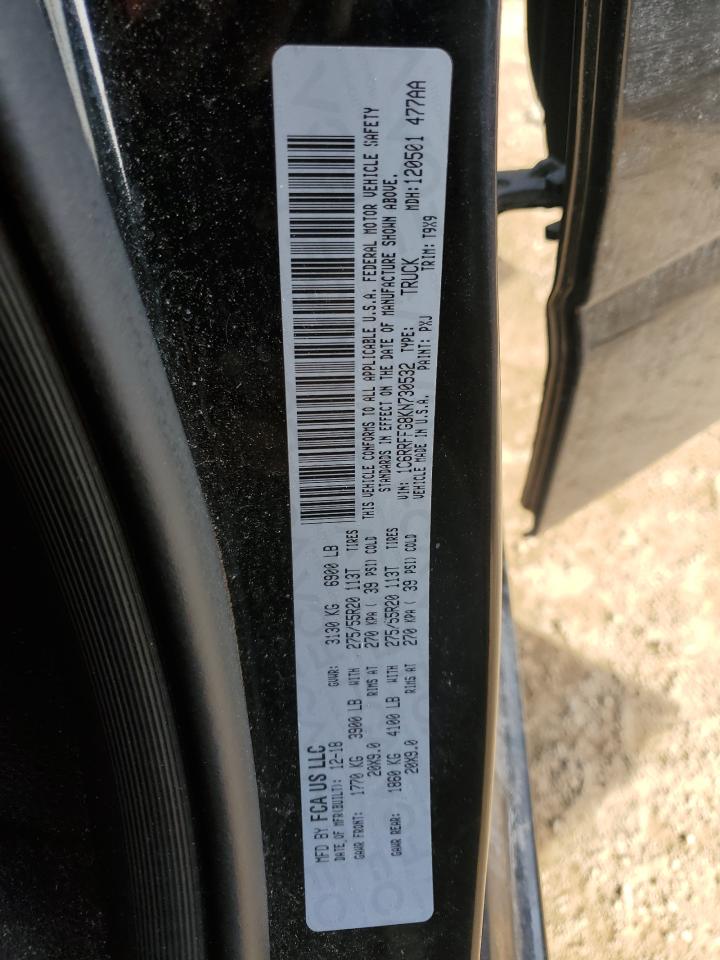 MFD BY FCA US LLC
DATE OF MFR(BUILT): 12-18 GVWR: 3130 KG 6900 LB
GAWR FRONT: 1770 KG 3900 LB WITH 275/55R20 113T TIRES
20X9.0 RIMS AT 270 KPA ( 39 PSI) COLD
GAWR REAR: 1860 KG 4100 LB WITH 275/55R20 113T TIRES
20X9.0 RIMS AT 270 KPA ( 39 PSI) COLD
THIS VEHICLE CONFORMS TO ALL APPLICABLE U.S.A. FEDERAL MOTOR VEHICLE SAFETY
STANDARDS IN EFFECT ON THE DATE OF MANUFACTURE SHOWN ABOVE.
VIN: 1C6RRFFG8KN730532 TYPE: TRUCK MDH: 120501 477AA
VEHICLE MADE IN U.S.A. PAINT: PXJ TRIM: T9X9